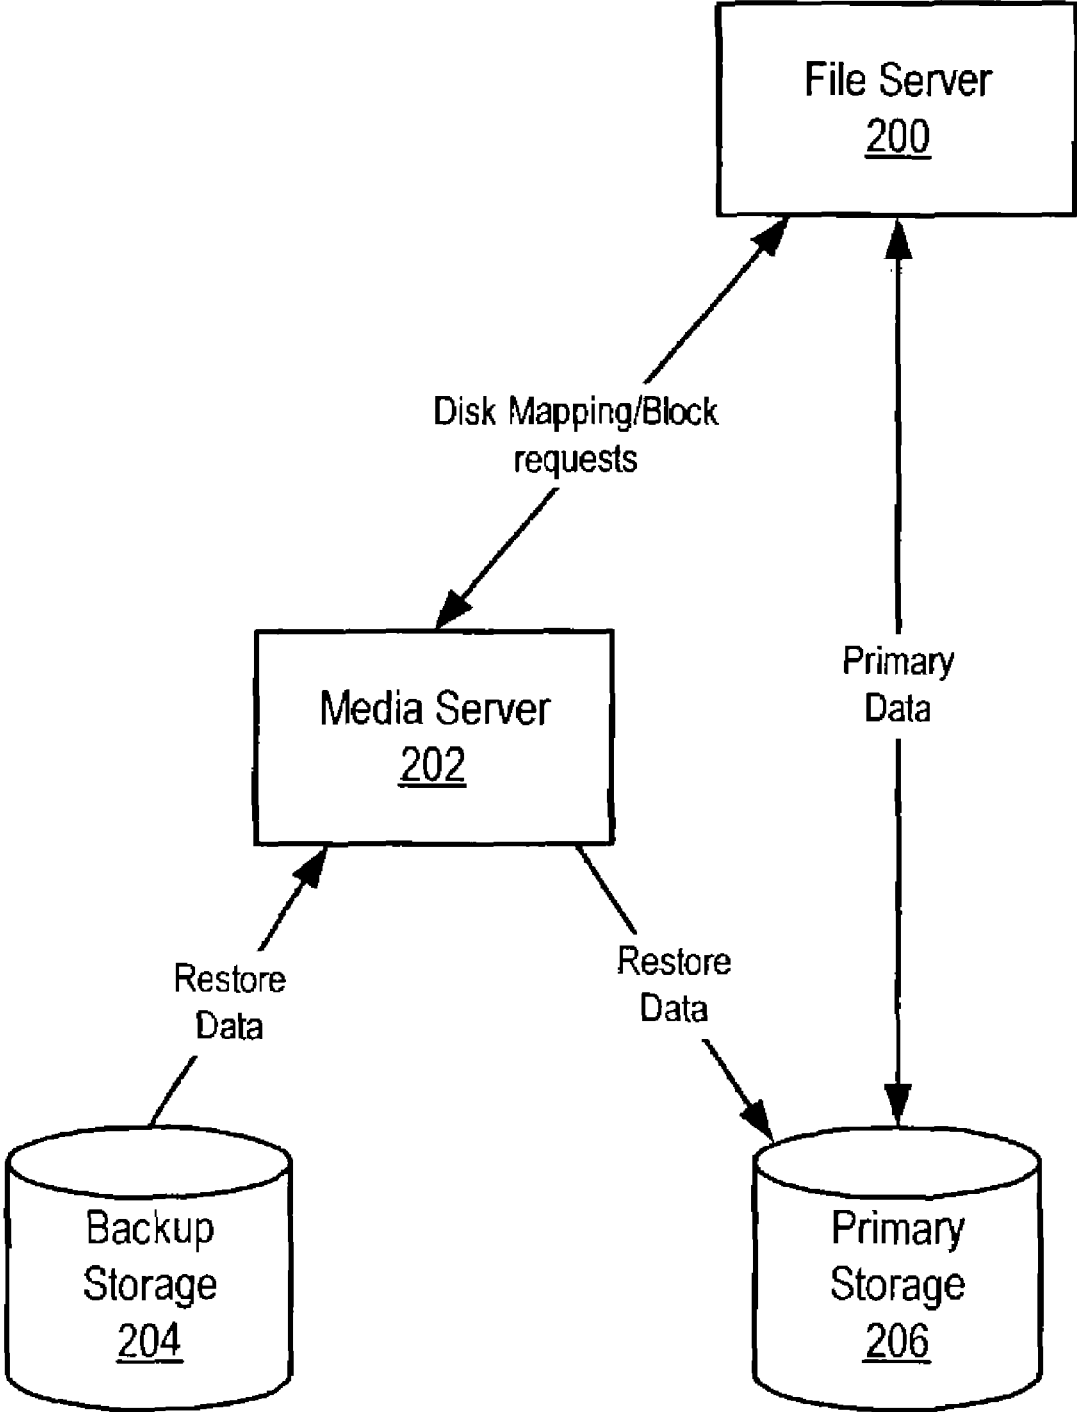 File Server
200
Disk Mapping/Block
requests
Primary
Data
Media Server
202
Restore
Data
Restore
Data
Backup
Storage
204
Primary
Storage
206